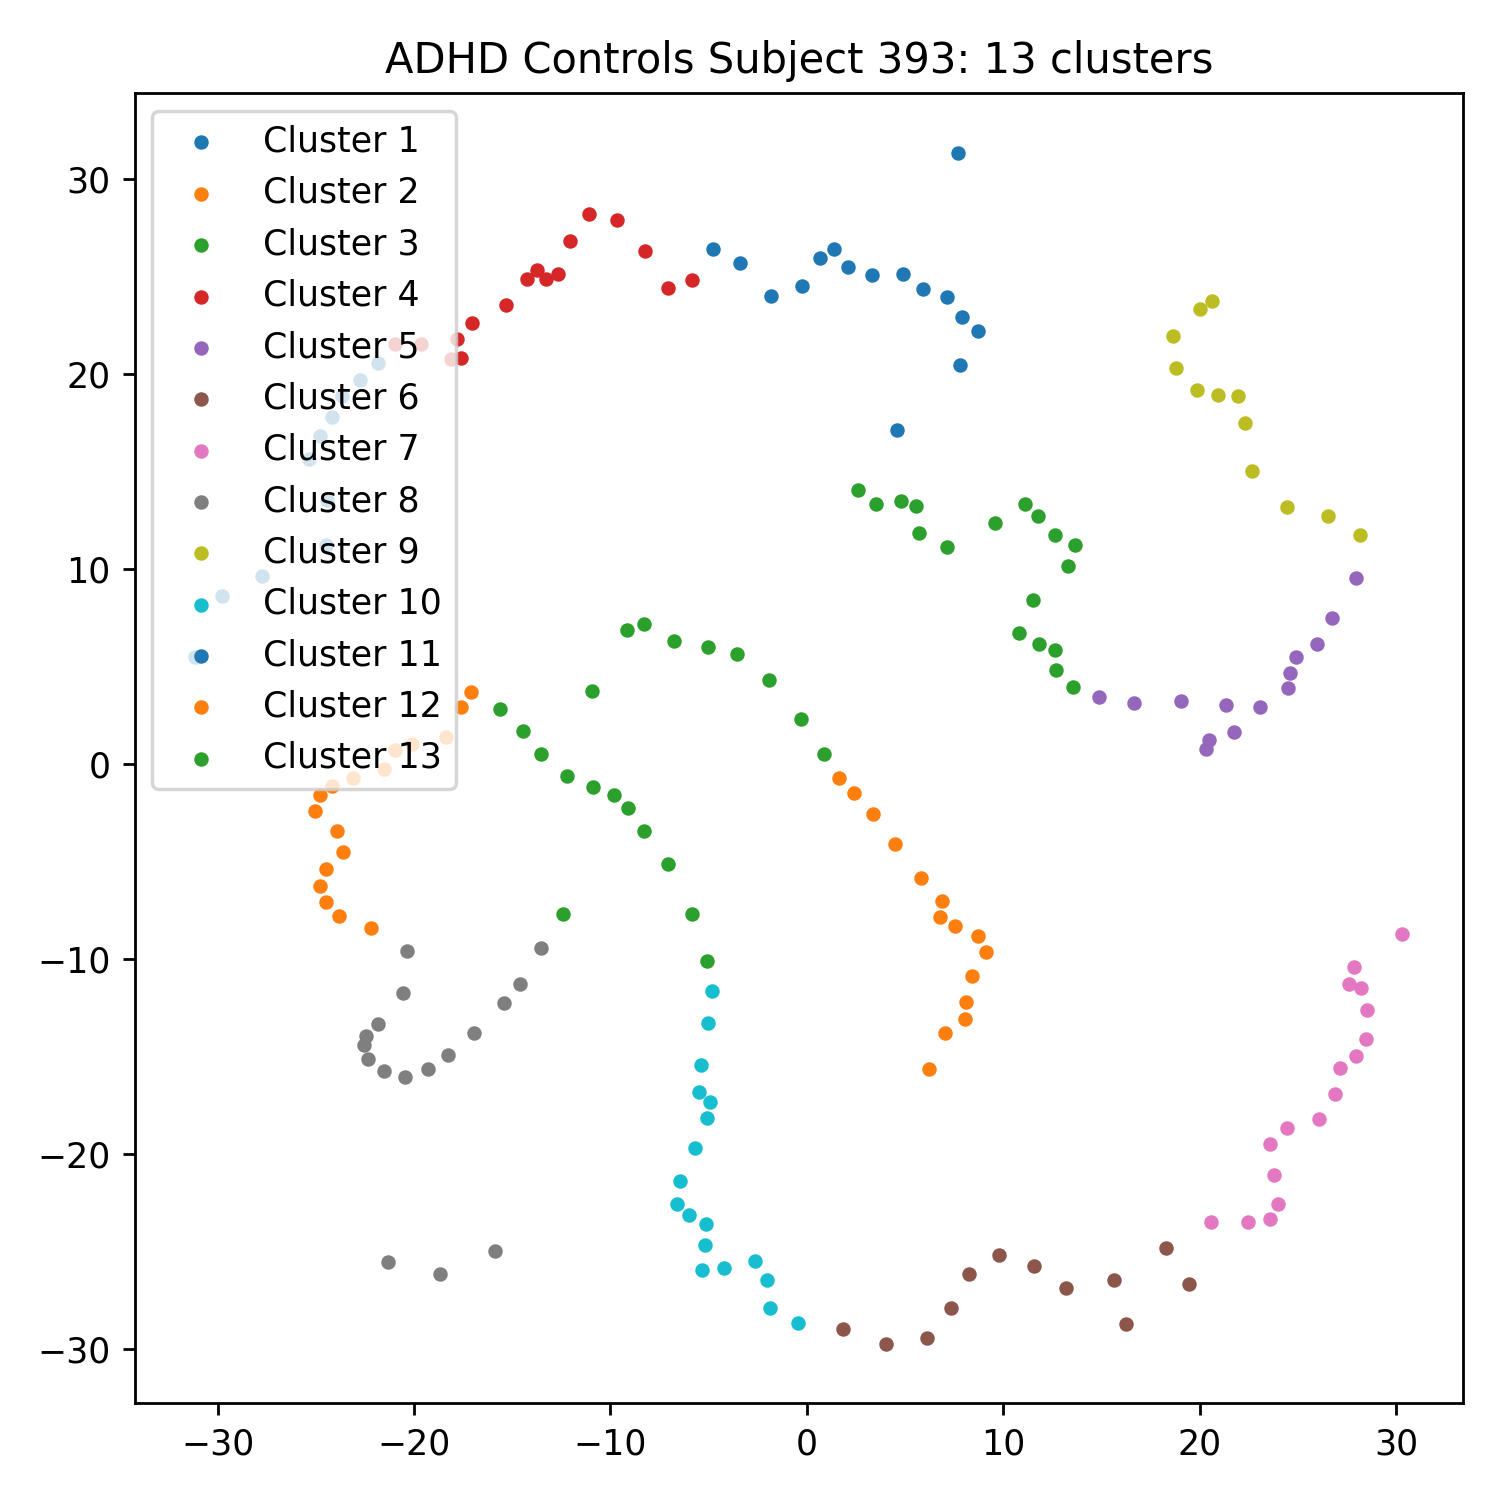 ADHD Controls Subject 393: 13 clusters
Cluster 1
Cluster 2
Cluster 3
Cluster 4
Cluster 5
Cluster 6
Cluster 7
Cluster 8
Cluster 9
Cluster 10
Cluster 11
Cluster 12
Cluster 13
30
20
10
0
−10
−20
−30
−30 −20 −10 0 10 20 30